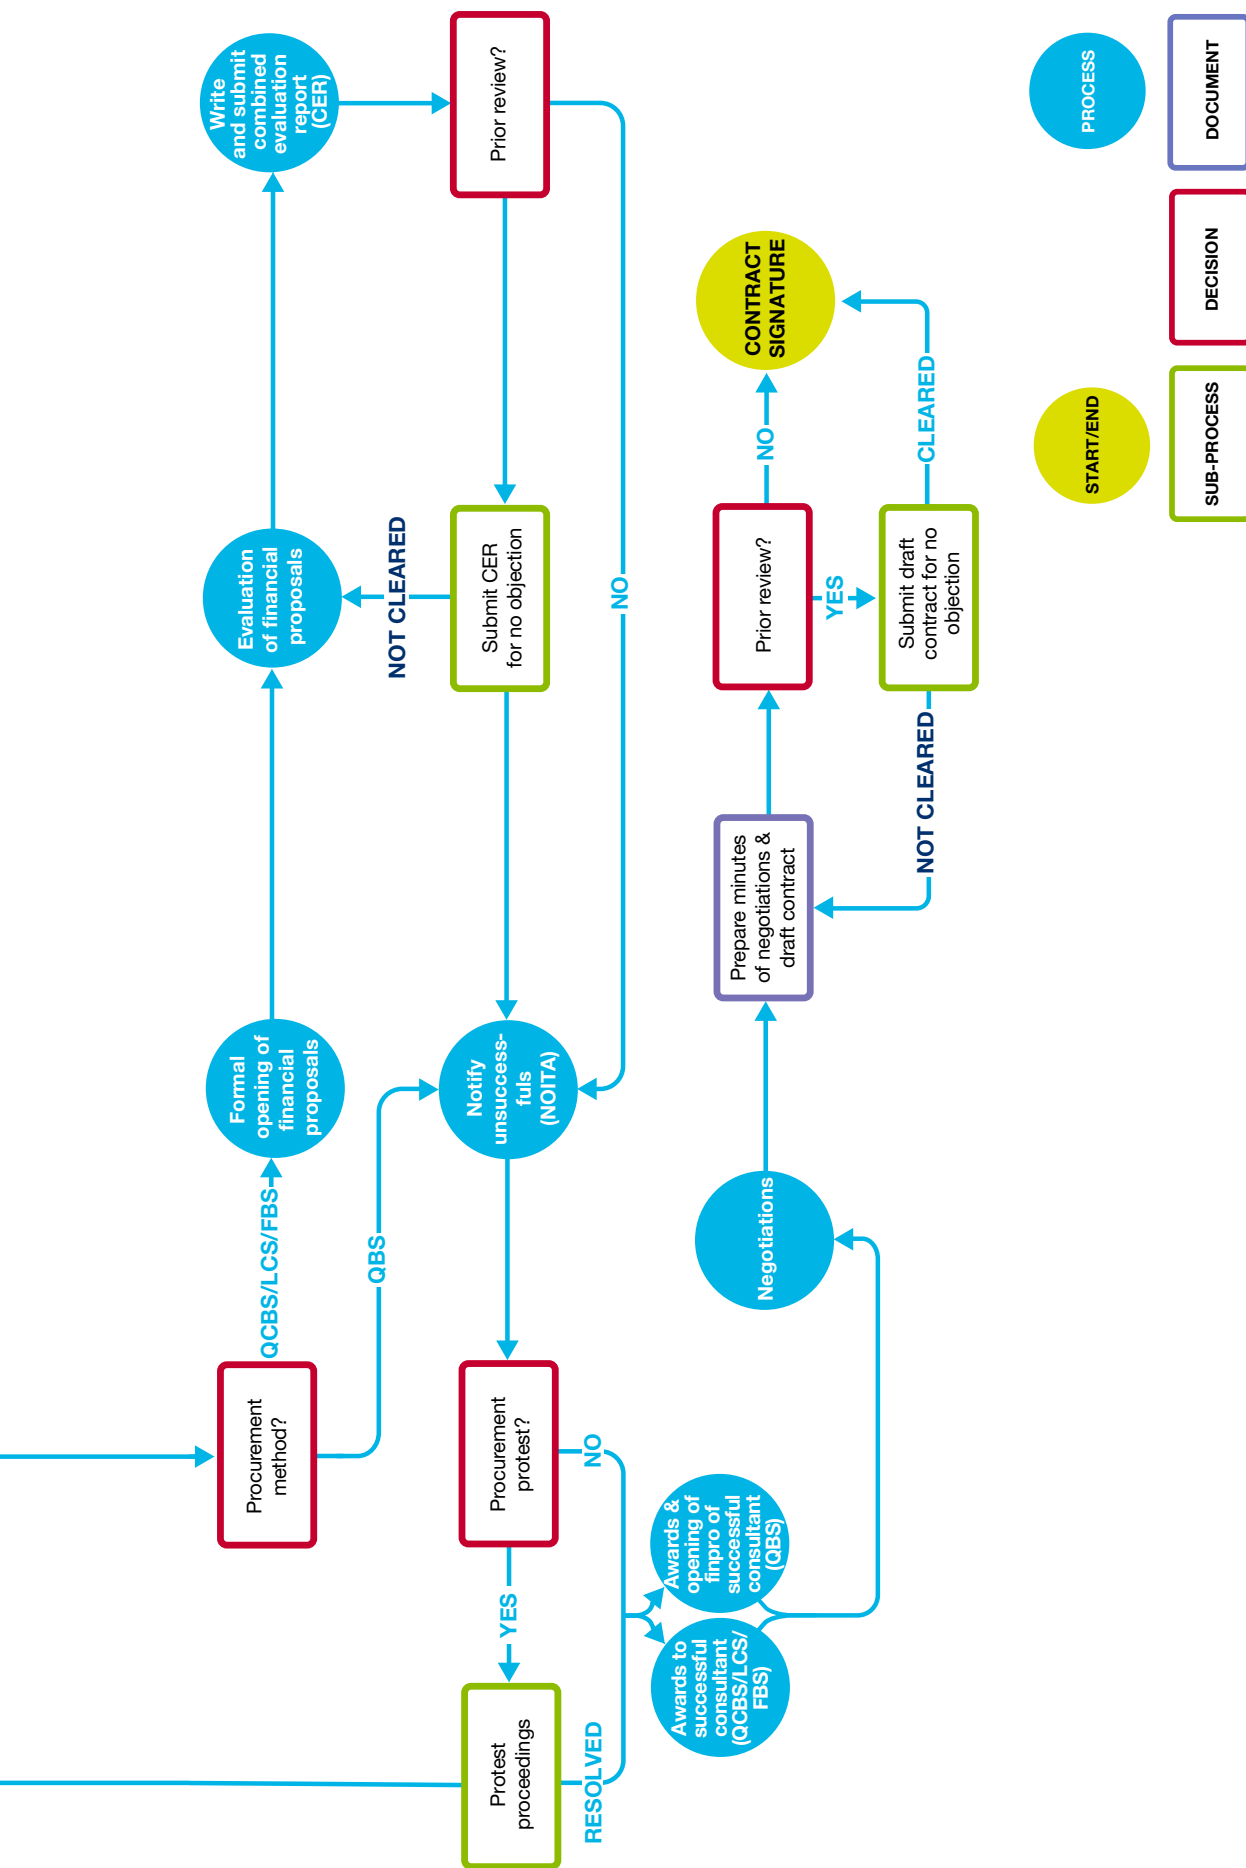 Procurement
method?
QCBS/LCS/FBS
Formal
opening of
financial
proposals
Evaluation
of financial
proposals
Write
and submit
combined
evaluation
report
(CER)
QBS
NOT CLEARED
Protest
proceedings
YES
Procurement
protest?
Notify
unsuccess-
fuls
(NOITA)
Submit CER
for no objection
Prior review?
RESOLVED
NO
NO
Awards to
successful
consultant
(QCBS/LCS/
FBS)
Awards &
opening of
finpro of
successful
consultant
(QBS)
Negotiations
Prepare minutes
of negotiations &
draft contract
Prior review?
NO
CONTRACT
SIGNATURE
YES
NOT CLEARED
Submit draft
contract for no
objection
CLEARED
START/END
PROCESS
SUB-PROCESS
DECISION
DOCUMENT